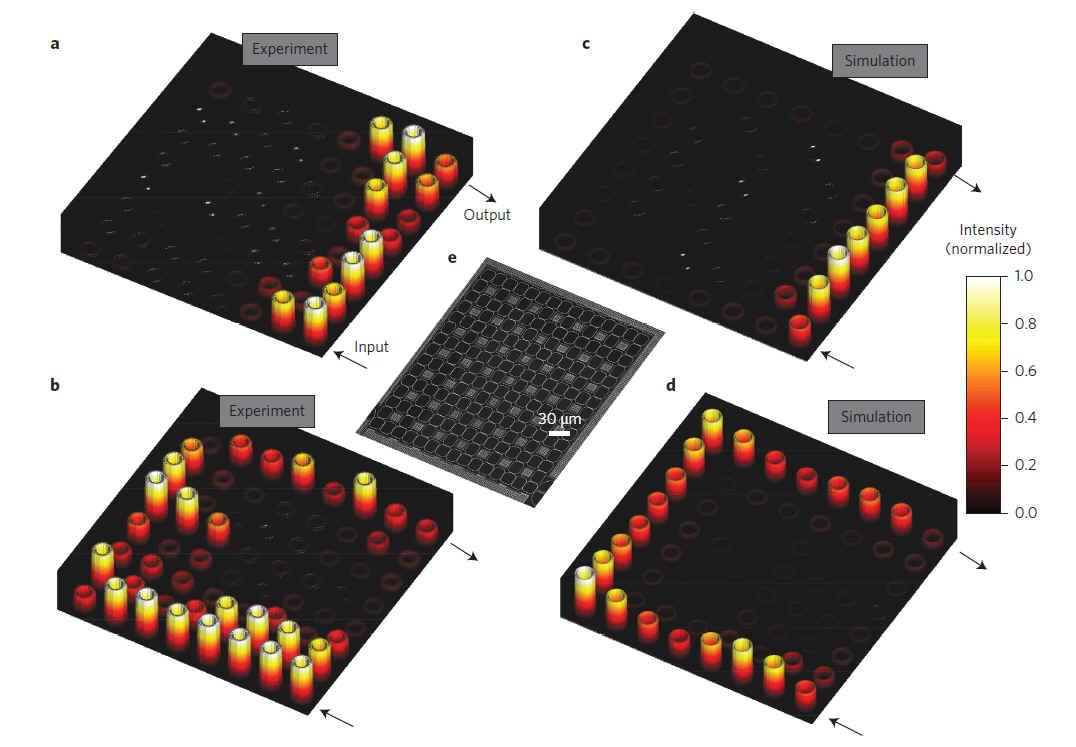 a
Experiment
c
Simulation
Output
Intensity
(normalized)
e
1.0
0.8
0.6
0.4
0.2
0.0
Input
b
Experiment
30 µm
d
Simulation